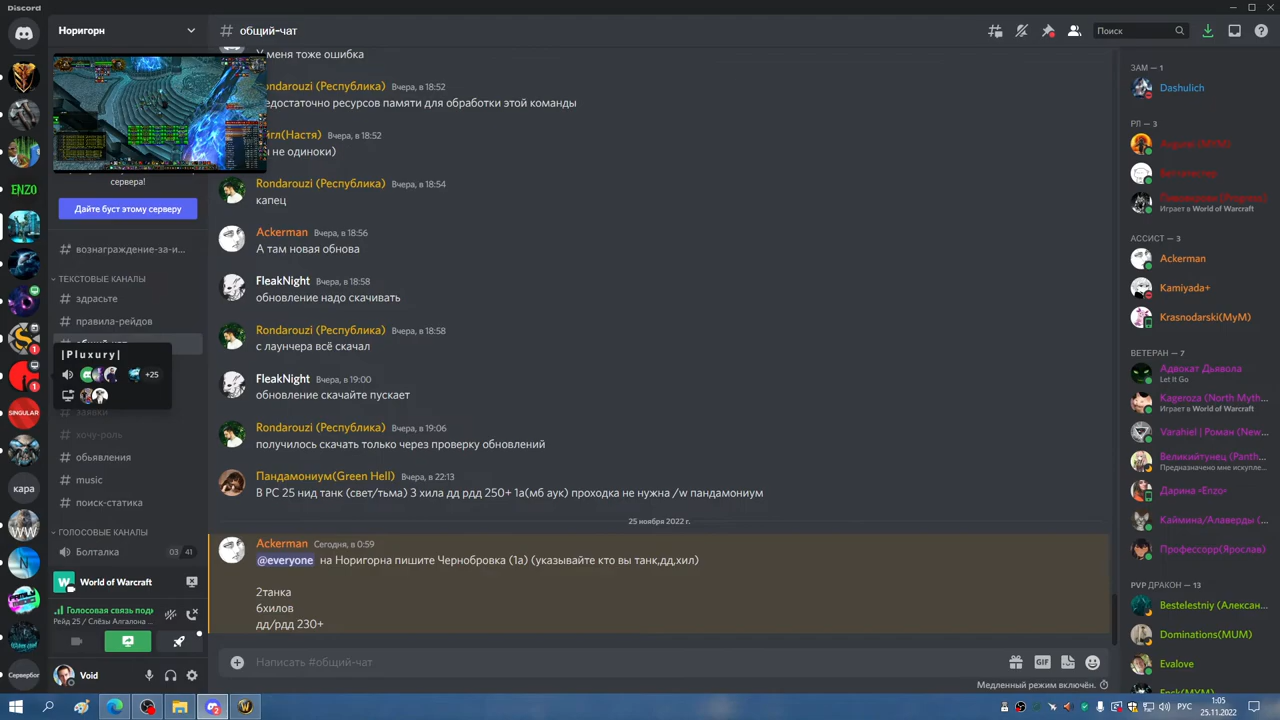 Discord
Норигорн
общий-чат
Поиск
сервера!
Дайте буст этому серверу
вознаграждение-за-и...
ТЕКСТОВЫЕ КАНАЛЫ
здрасьте
правила-рейдов
|Pluxury|
+25
заявки
хочу-роль
обьявления
music
поиск-статика
ГОЛОСОВЫЕ КАНАЛЫ
Болталка 03 41
World of Warcraft
Голосовая связь подк
Рейд 25 / Слёзы Алгалона
Void
ENZO
SINGULAR
кара
Серверboг
У меня тоже ошибка
Rondarouzi (Республика) Вчера, в 18:52
недостаточно ресурсов памяти для обработки этой команды
(Настя) Вчера, в 18:52
не одиноки)
Rondarouzi (Республика) Вчера, в 18:54
капец
Ackerman Вчера, в 18:56
А там новая обнова
FleakNight Вчера, в 18:58
обновление надо скачивать
Rondarouzi (Республика) Вчера, в 18:58
с лаунчера всё скачал
FleakNight Вчера, в 19:00
обновление скачайте пускает
Rondarouzi (Республика) Вчера, в 19:06
получилось скачать только через проверку обновлений
Пандамониум(Green Hell) Вчера, в 22:13
В РС 25 нид танк (свет/тьма) 3 хила дд рдд 250+ 1а(мб аук) проходка не нужна /w пандамониум
25 ноября 2022 г.
Ackerman Сегодня, в 0:59
@everyone на Норигорна пишите Чернобровка (1а) (указывайте кто вы танк,дд,хил)
2танка
6хилов
дд/рдд 230+
Написать #общий-чат
GIF
Медленный режим включён.
ЗАМ — 1
Dashulich
РЛ — 3
Играет в World of Warcraft
АССИСТ — 3
Ackerman
Kamiyada+
Krasnodarski(MyM)
ВЕТЕРАН — 7
Адвокат Дьявола
Let It Go
Kageroza (North Myth...
Играет в World of Warcraft
Varahiel | Роман (New...
Великийтунец (Panth...
Предназначено мне искупле...
Дарина «Enzo»
Каймина/Алаверды (...
Профессорр(Ярослав)
PVP ДРАКОН — 13
Bestelestniy (Алексан...
Dominations(MUM)
Evalove
РУС
1:05
25.11.2022